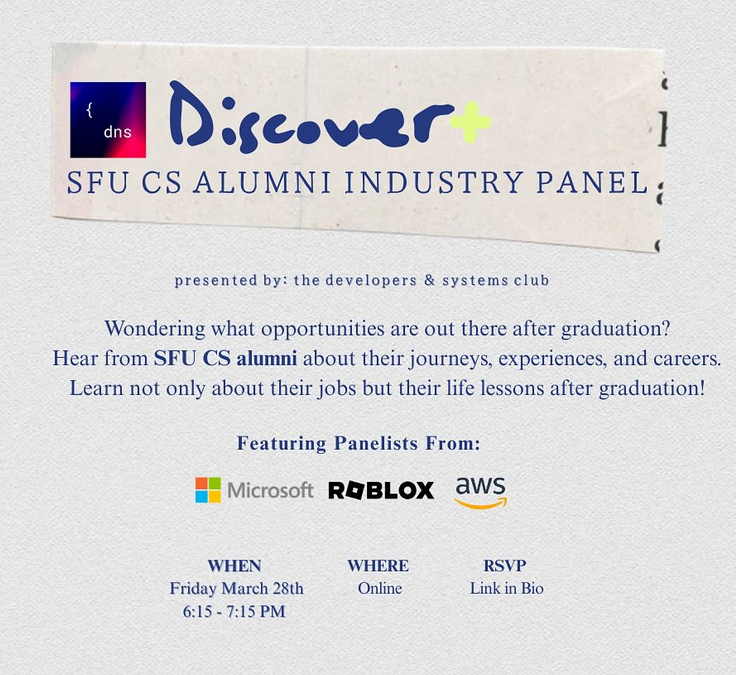 {
dns
Discover+
SFU CS ALUMNI INDUSTRY PANEL
presented by: the developers & systems club
Wondering what opportunities are out there after graduation?
Hear from SFU CS alumni about their journeys, experiences, and careers.
Learn not only about their jobs but their life lessons after graduation!
Featuring Panelists From:
Microsoft ROBLOX aws
WHEN WHERE RSVP
Friday March 28th Online Link in Bio
6:15 - 7:15 PM